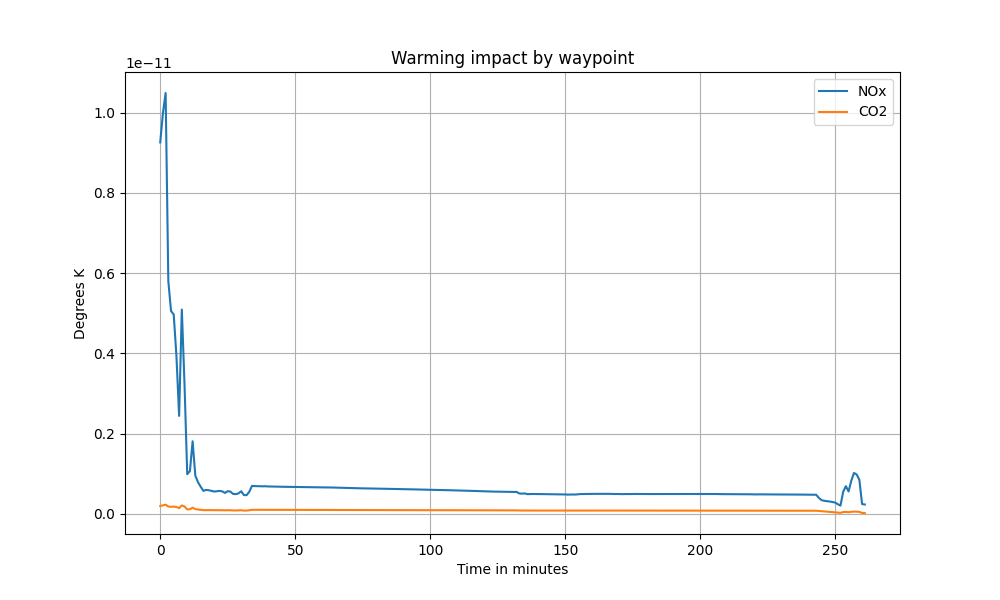 Warming impact by waypoint
1e−11
NOx
CO2
1.0
0.8
0.6
0.4
0.2
0.0
Degrees K
0 50 100 150 200 250
Time in minutes